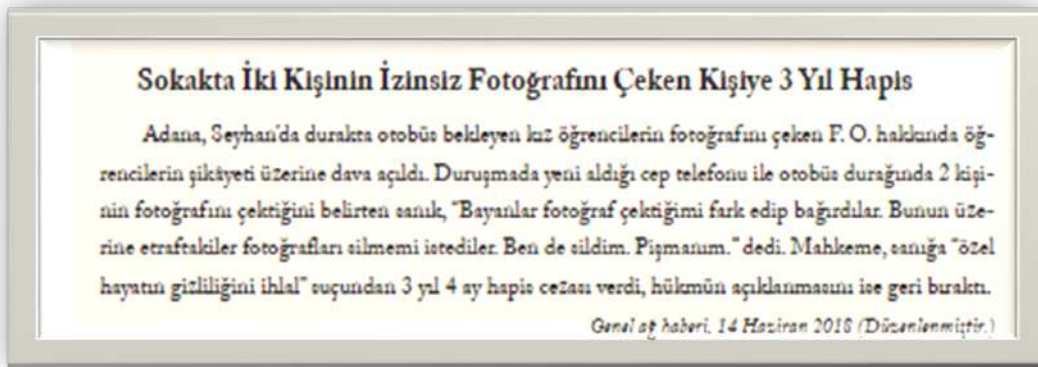 Sokakta İki Kişinin İzinsiz Fotoğrafını Çeken Kişiye 3 Yıl Hapis
Adana, Seyhan'da durakta otobüs bekleyen kız öğrencilerin fotoğrafını çeken F. O. hakkında öğ-
rencilerin şikâyeti üzerine dava açıldı. Duruşmada yeni aldığı cep telefonu ile otobüs durağında 2 kişi-
nin fotoğrafını çektiğini belirten sanık, "Bayanlar fotoğraf çektiğimi fark edip bağırdılar. Bunun üze-
rine etraftakiler fotoğrafları silmemi istediler. Ben de sildim. Pişmanım." dedi. Mahkeme, sanığa "özel
hayatın gizliliğini ihlal" suçundan 3 yıl 4 ay hapis cezası verdi, hükmün açıklanmasını ise geri bıraktı.
Genel ağ haberi, 14 Haziran 2018 (Düzenlenmiştir.)